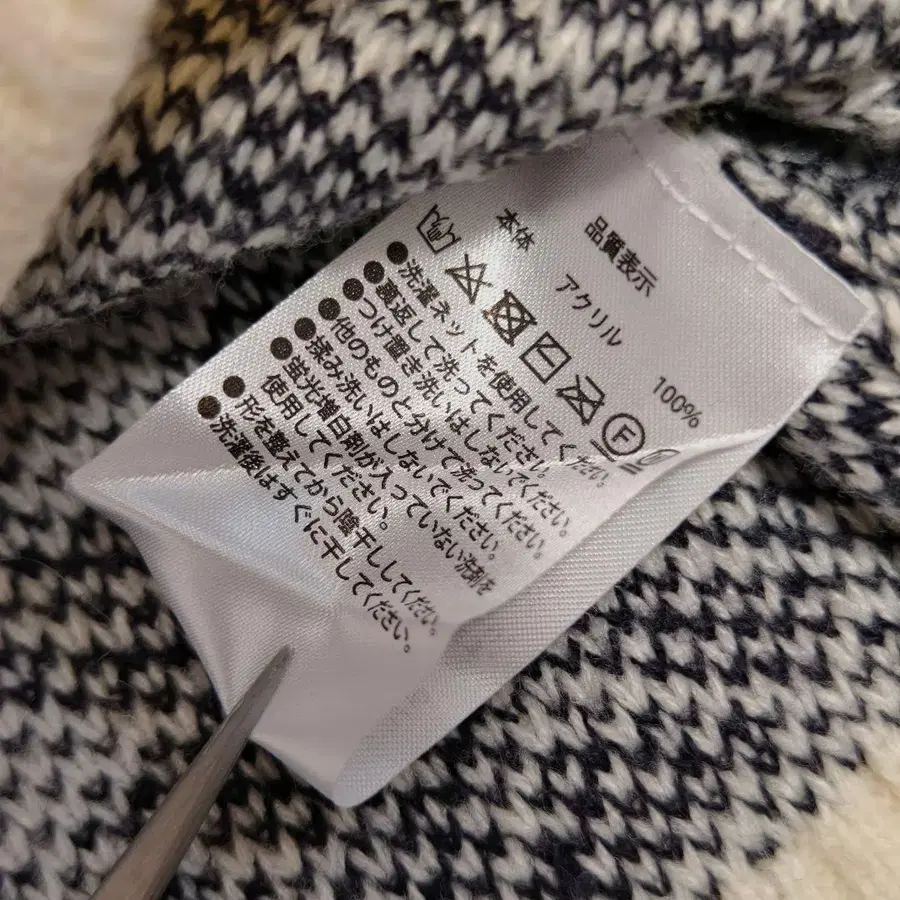 品質表示
本体
アクリル 100%
F
●洗濯ネットを使用してください。
●裏返して洗ってください。
●つけ置き洗いはしないでください。
●他のものと分けて洗ってください。
●揉み洗いはしないでください。
●蛍光増白剤が入っていない洗剤を
使用してください。
●形を整えてから陰干ししてください。
●洗濯後はすぐに干してください。